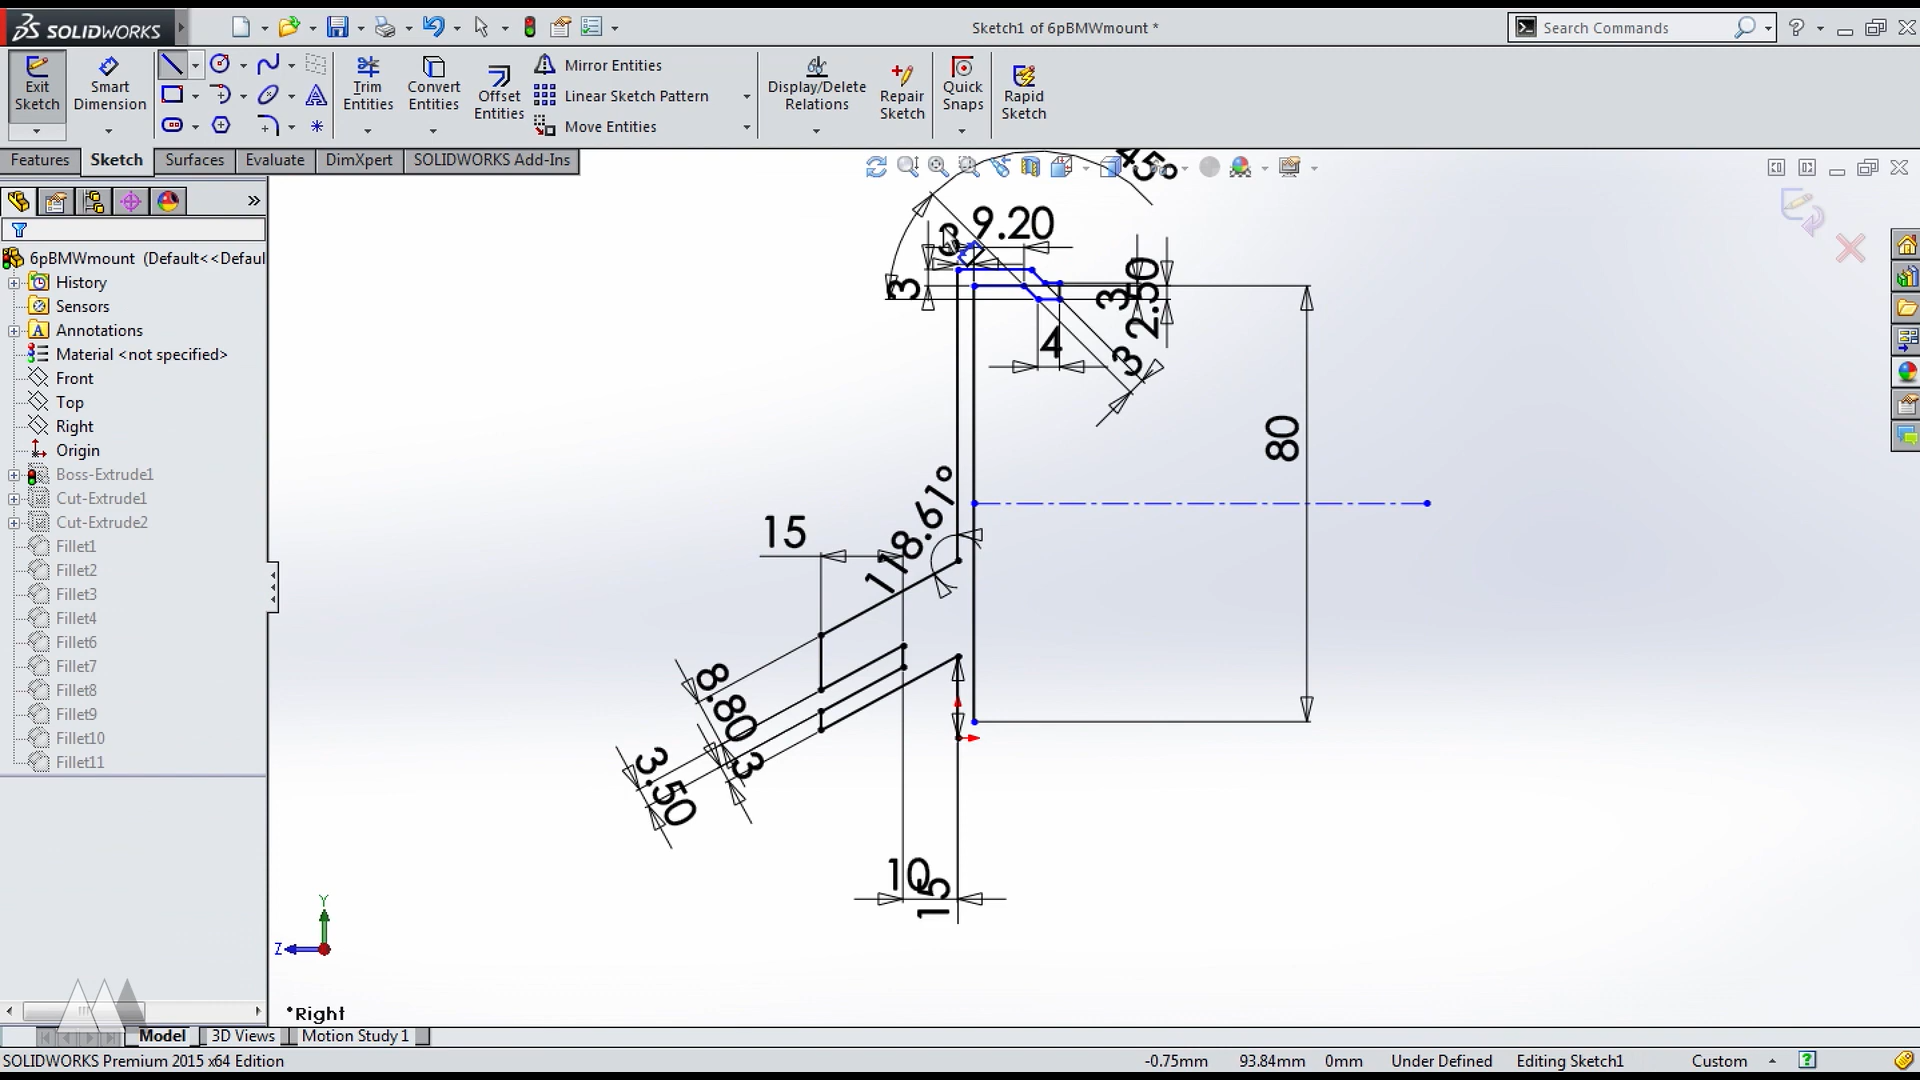 SOLIDWORKS
Sketch1 of 6pBMWmount *
Search Commands
Exit Sketch
Smart Dimension
Trim Entities
Convert Entities
Offset Entities
Mirror Entities
Linear Sketch Pattern
Move Entities
Display/Delete Relations
Repair Sketch
Quick Snaps
Rapid Sketch
Features Sketch Surfaces Evaluate DimXpert SOLIDWORKS Add-Ins
6pBMWmount (Default<<Defaul
History
Sensors
Annotations
Material <not specified>
Front
Top
Right
Origin
Boss-Extrude1
Cut-Extrude1
Cut-Extrude2
Fillet1
Fillet2
Fillet3
Fillet4
Fillet6
Fillet7
Fillet8
Fillet9
Fillet10
Fillet11
45°
9.20
3
3
3
2.50
4
3
80
118.61°
15
8.80
3
3.50
10
15
Y
Z
*Right
Model 3D Views Motion Study 1
SOLIDWORKS Premium 2015 x64 Edition
-0.75mm 93.84mm 0mm Under Defined Editing Sketch1 Custom